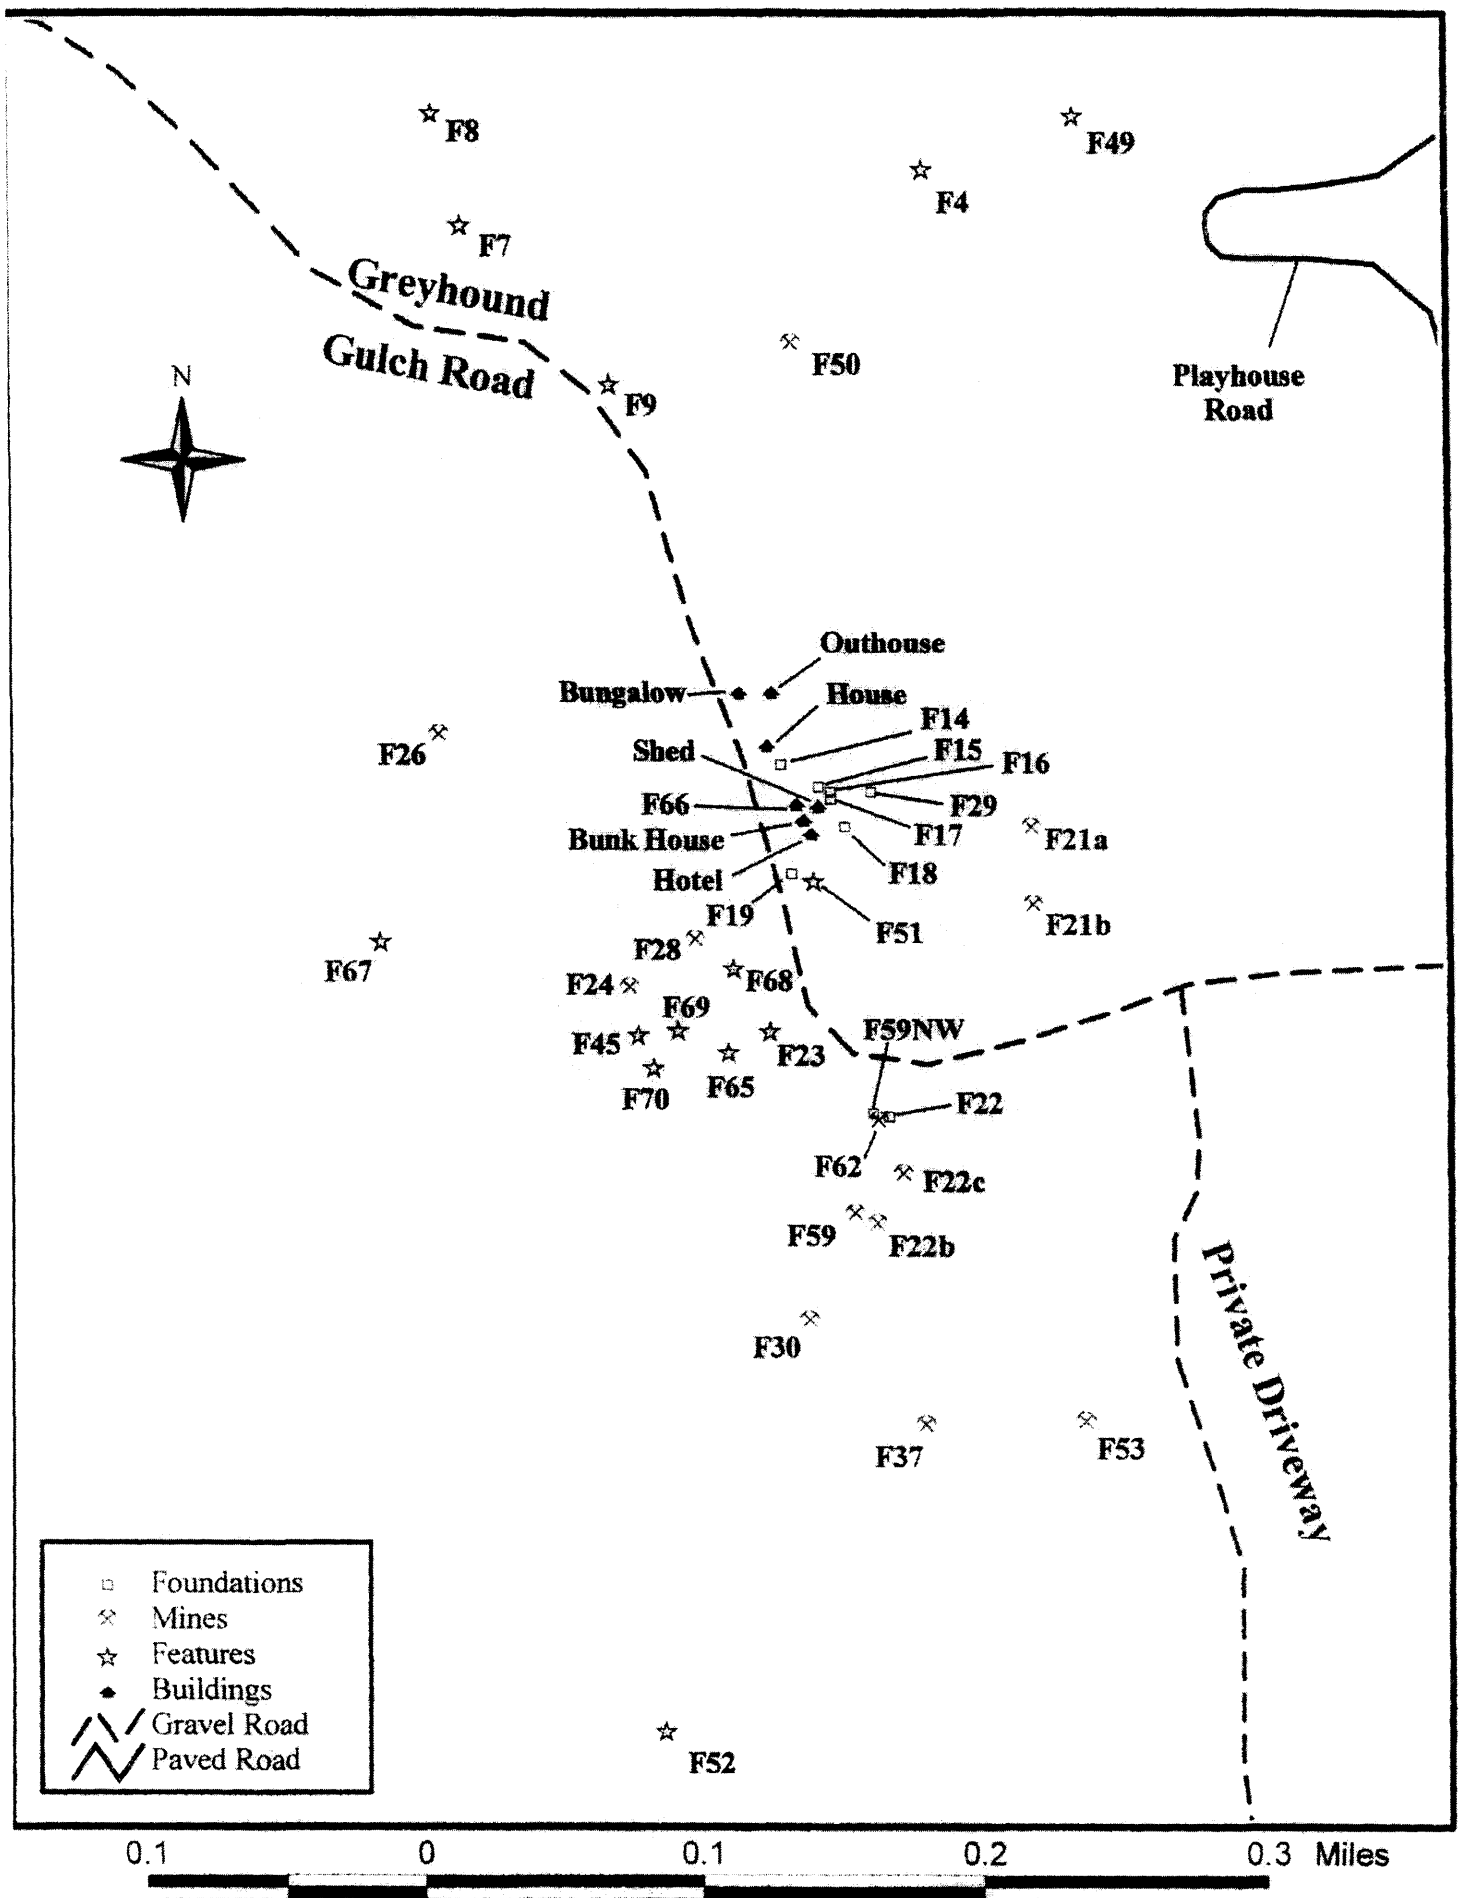 F8
F49
F4
F7
Greyhound
Gulch Road
F50
Playhouse
Road
N
F9
Outhouse
Bungalow
House
F14
Shed
F15
F16
F26
F66
F29
Bunk House
F17
F21a
Hotel
F18
F19
F51
F21b
F28
F67
F24
F68
F69
F59NW
F45
F23
F70
F65
F22
F62
F22c
F59
F22b
Private Driveway
F30
F37
F53
Foundations
Mines
Features
Buildings
Gravel Road
Paved Road
F52
0.1 0 0.1 0.2 0.3 Miles